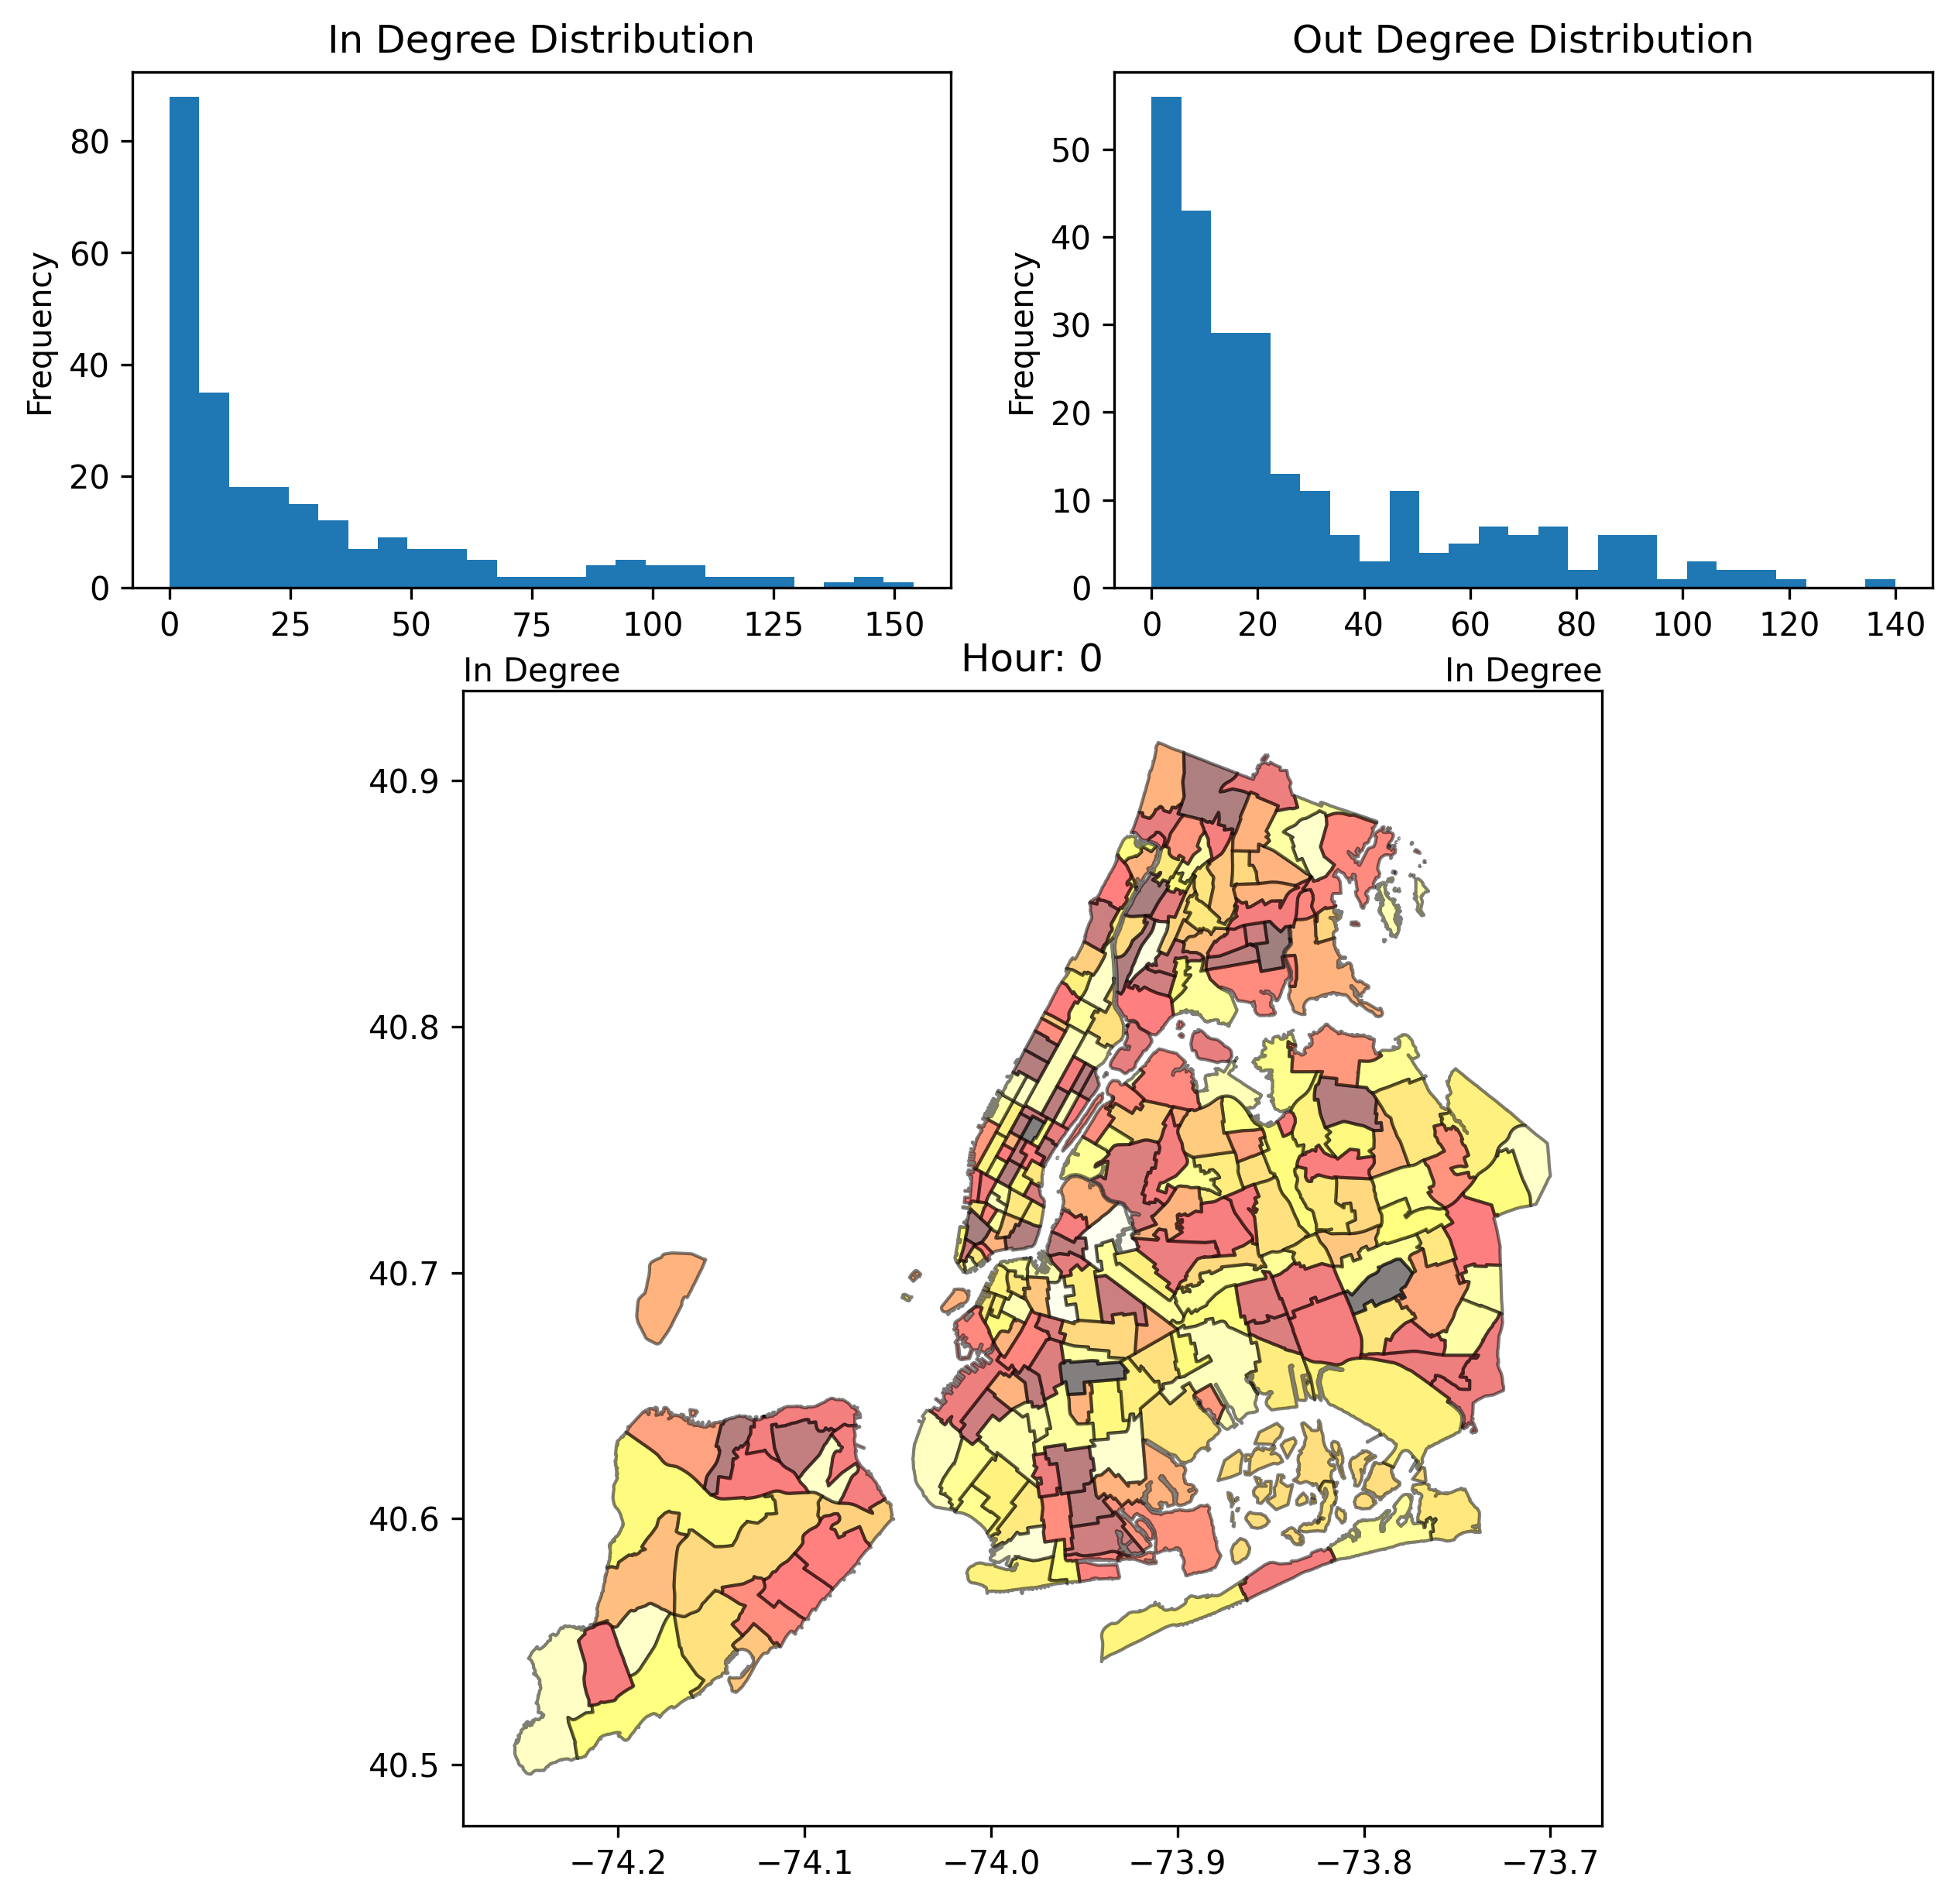 In Degree Distribution
Out Degree Distribution
Frequency
80
60
40
20
0
0 25 50 75 100 125 150
Frequency
50
40
30
20
10
0
0 20 40 60 80 100 120 140
In Degree
Hour: 0
In Degree
40.9
40.8
40.7
40.6
40.5
−74.2 −74.1 −74.0 −73.9 −73.8 −73.7